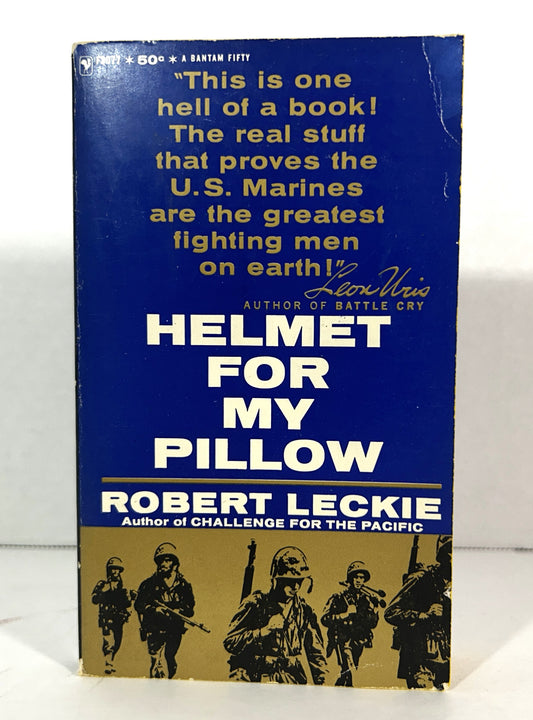 ★ 50¢ ★ A BANTAM FIFTY
"This is one
hell of a book!
The real stuff
that proves the
U.S. Marines
are the greatest
fighting men
on earth!"
Leon Uris
AUTHOR OF BATTLE CRY
HELMET
FOR
MY
PILLOW
ROBERT LECKIE
Author of CHALLENGE FOR THE PACIFIC